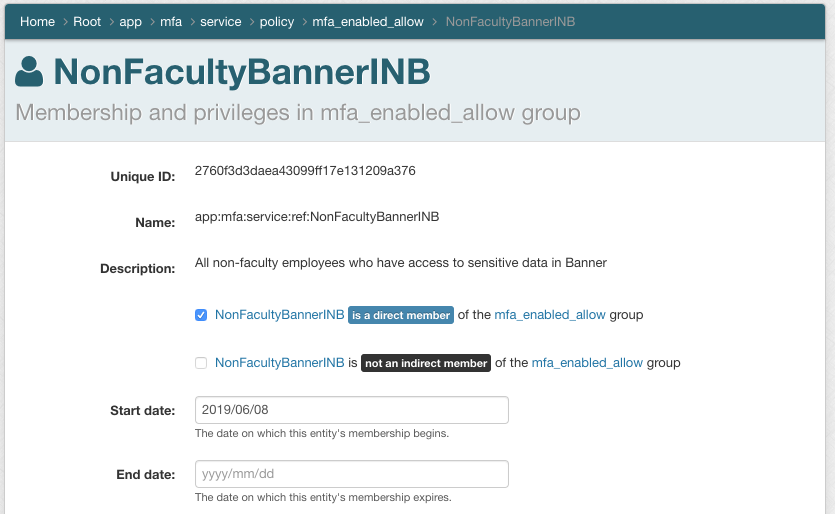 Home > Root > app > mfa > service > policy > mfa_enabled_allow > NonFacultyBannerINB
NonFacultyBannerINB
Membership and privileges in mfa_enabled_allow group
Unique ID: 2760f3d3daea43099ff17e131209a376
Name: app:mfa:service:ref:NonFacultyBannerINB
Description: All non-faculty employees who have access to sensitive data in Banner
NonFacultyBannerINB is a direct member of the mfa_enabled_allow group
NonFacultyBannerINB is not an indirect member of the mfa_enabled_allow group
Start date: 2019/06/08
The date on which this entity's membership begins.
End date: yyyy/mm/dd
The date on which this entity's membership expires.